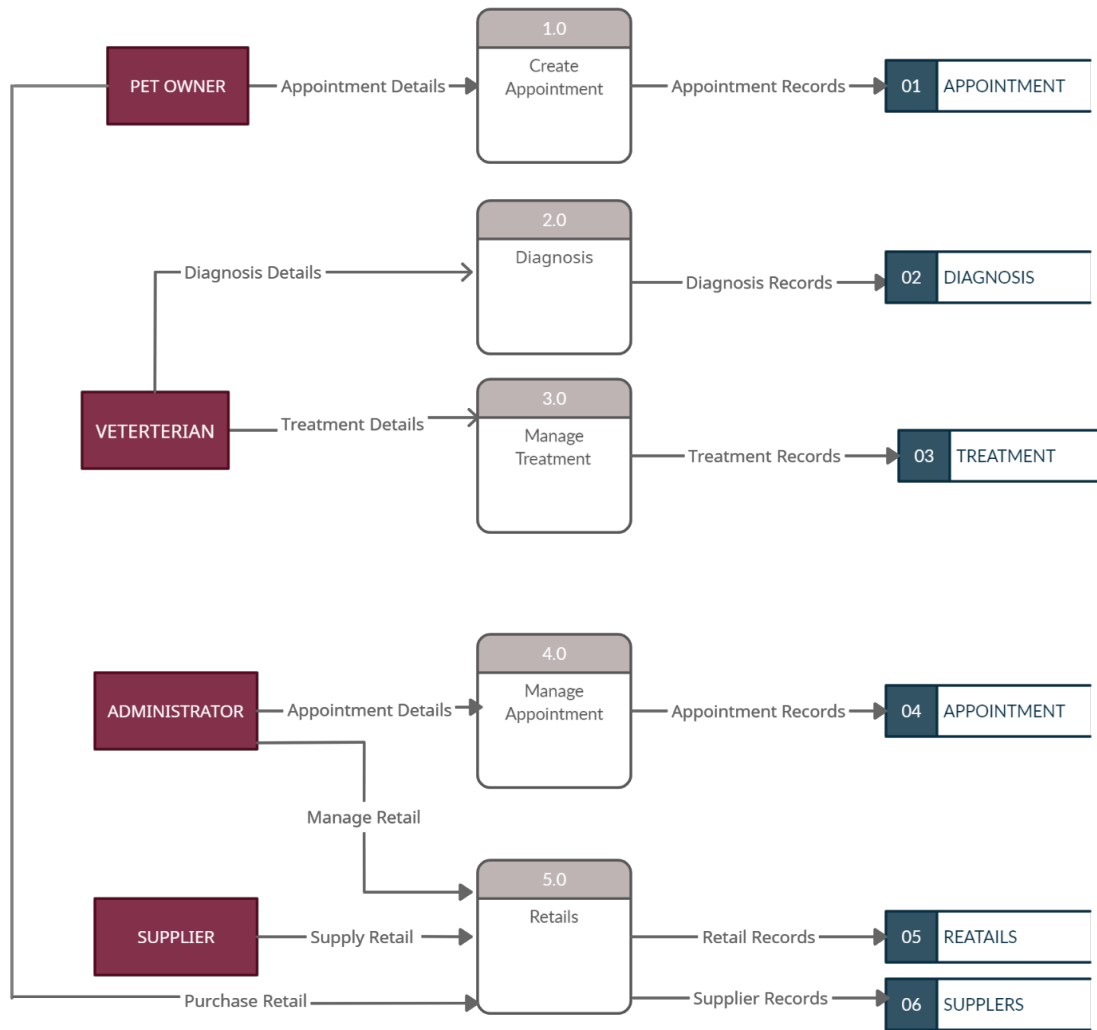 1.0
PET OWNER
Appointment Details
Create
Appointment
Appointment Records
01
APPOINTMENT
2.0
Diagnosis Details
Diagnosis
Diagnosis Records
02
DIAGNOSIS
VETERTERIAN
Treatment Details
3.0
Manage
Treatment
Treatment Records
03
TREATMENT
4.0
ADMINISTRATOR
Appointment Details
Manage
Appointment
Appointment Records
04
APPOINTMENT
Manage Retail
5.0
Retails
SUPPLIER
Supply Retail
Retail Records
05
REATAILS
Purchase Retail
Supplier Records
06
SUPPLERS